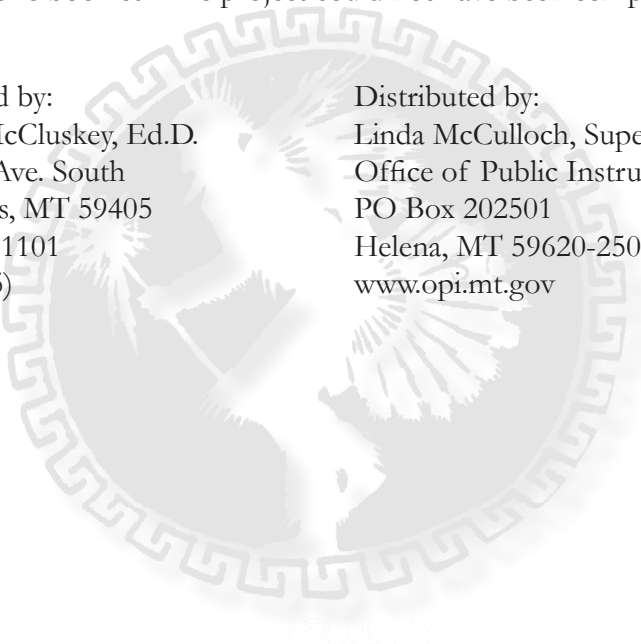 d by:
McCluskey, Ed.D.
Ave. South
s, MT 59405
1101
)
Distributed by:
Linda McCulloch, Supe
Office of Public Instru
PO Box 202501
Helena, MT 59620-250
www.opi.mt.gov